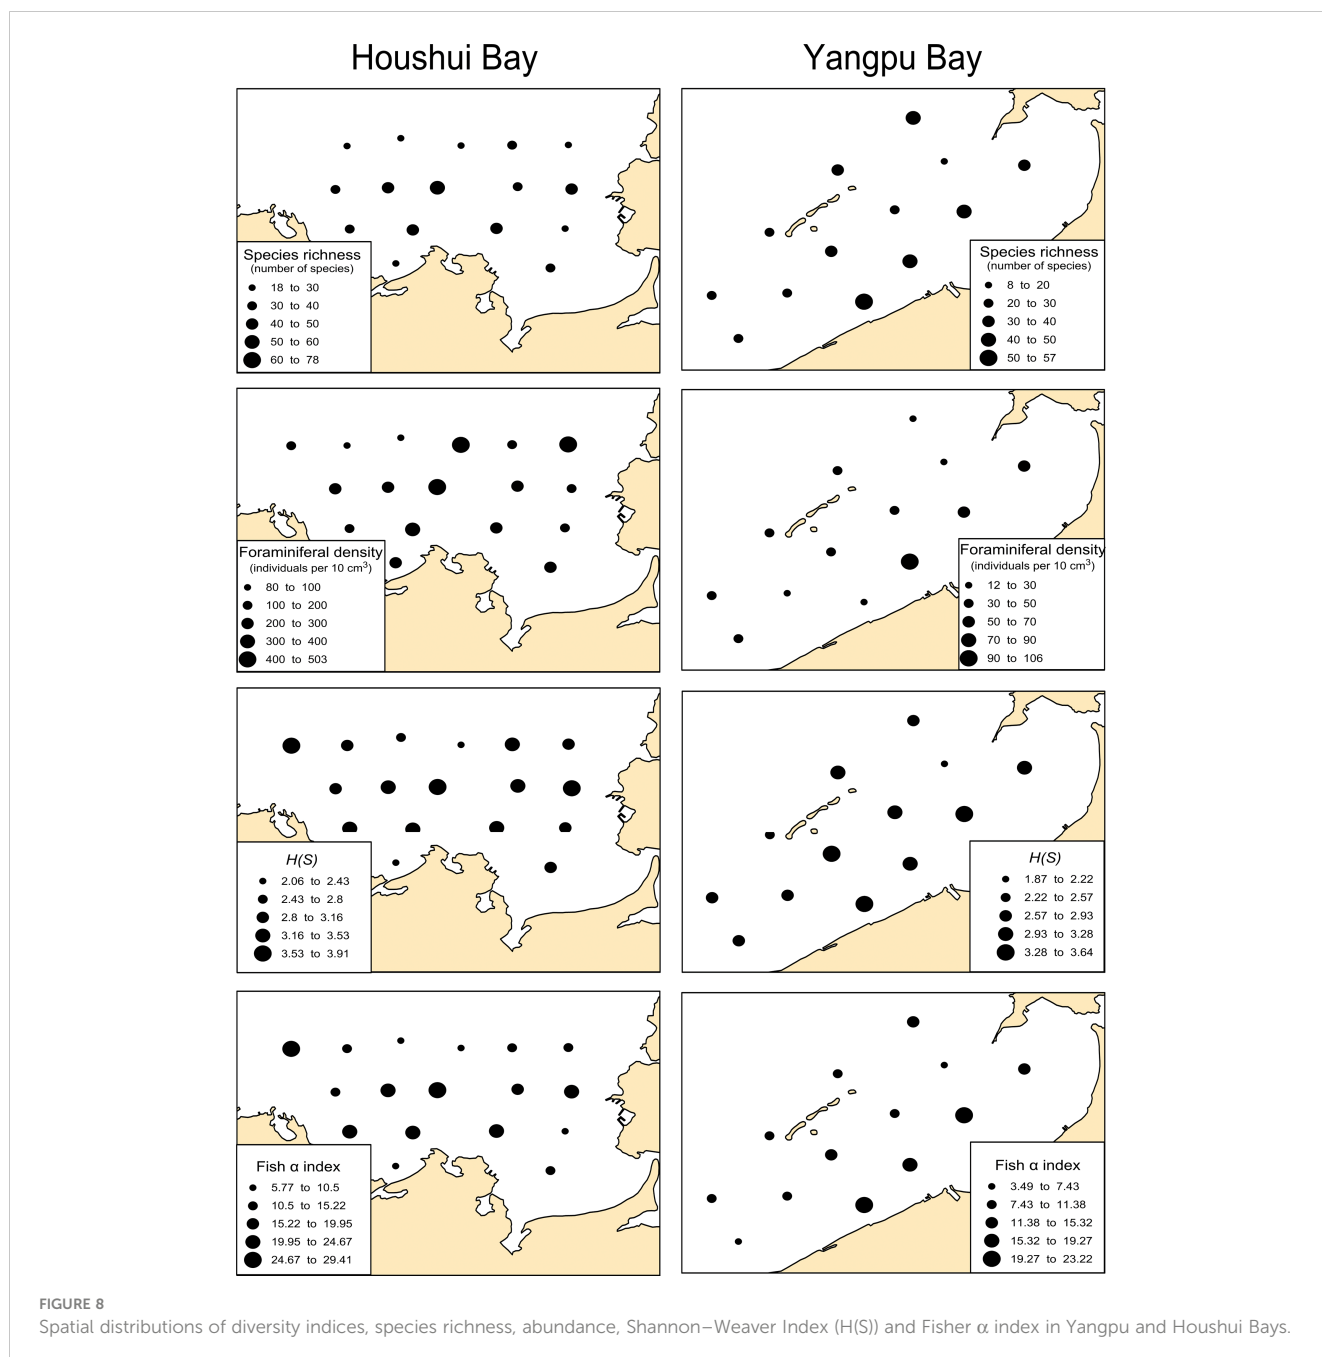 Houshui Bay
Yangpu Bay
Species richness
(number of species)
18 to 30
30 to 40
40 to 50
50 to 60
60 to 78
Species richness
(number of species)
8 to 20
20 to 30
30 to 40
40 to 50
50 to 57
Foraminiferal density
(individuals per 10 cm³)
80 to 100
100 to 200
200 to 300
300 to 400
400 to 503
Foraminiferal density
(individuals per 10 cm³)
12 to 30
30 to 50
50 to 70
70 to 90
90 to 106
H(S)
2.06 to 2.43
2.43 to 2.8
2.8 to 3.16
3.16 to 3.53
3.53 to 3.91
H(S)
1.87 to 2.22
2.22 to 2.57
2.57 to 2.93
2.93 to 3.28
3.28 to 3.64
Fish α index
5.77 to 10.5
10.5 to 15.22
15.22 to 19.95
19.95 to 24.67
24.67 to 29.41
Fish α index
3.49 to 7.43
7.43 to 11.38
11.38 to 15.32
15.32 to 19.27
19.27 to 23.22
FIGURE 8
Spatial distributions of diversity indices, species richness, abundance, Shannon–Weaver Index (H(S)) and Fisher α index in Yangpu and Houshui Bays.